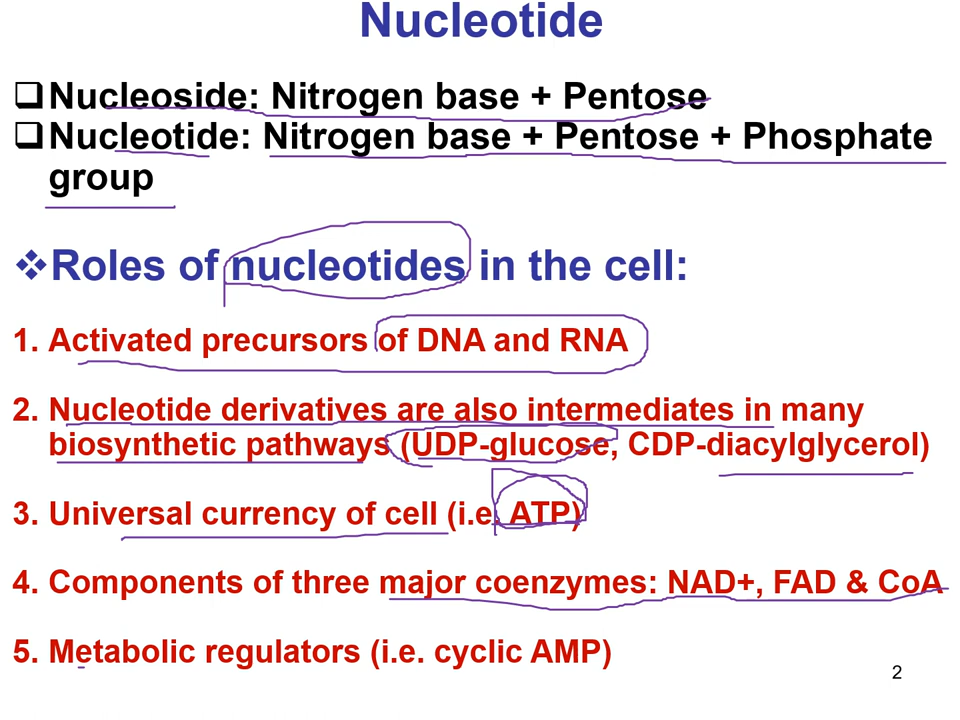 Nucleotide
❑Nucleoside: Nitrogen base + Pentose
❑Nucleotide: Nitrogen base + Pentose + Phosphate
group
❖Roles of nucleotides in the cell:
1. Activated precursors of DNA and RNA
2. Nucleotide derivatives are also intermediates in many
biosynthetic pathways (UDP-glucose, CDP-diacylglycerol)
3. Universal currency of cell (i.e. ATP)
4. Components of three major coenzymes: NAD+, FAD & CoA
5. Metabolic regulators (i.e. cyclic AMP)
2